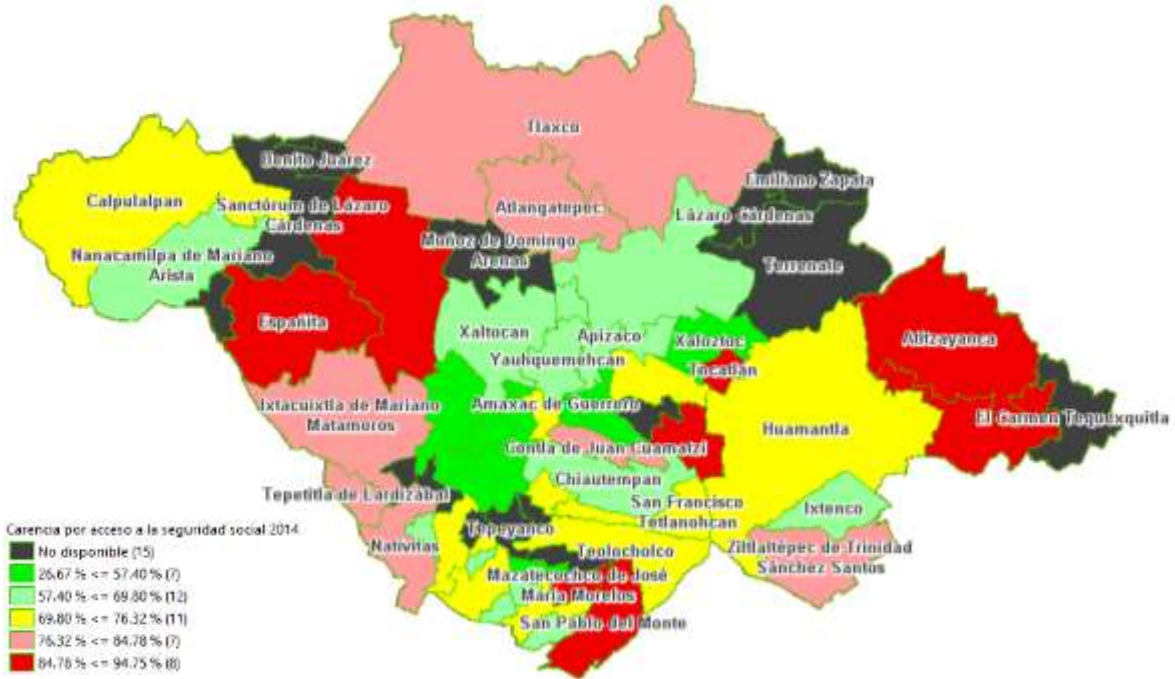 Tlaxco
Benito Juárez
Emiliano Zapata
Calpulalpan
Sanctórum de Lázaro
Cárdenas
Atlangatepec
Lázaro Cárdenas
Muñoz de Domingo
Arenas
Nanacamilpa de Mariano
Arista
Terrenate
Españita
Xaltocan
Apizaco
Xaloztoc
Altzayanca
Yauhquemehcan
Tocatlán
Ixtacuixtla de Mariano
Matamoros
Amaxac de Guerrero
El Carmen Tequexquitla
Huamantla
Contla de Juan Cuamatzi
Chiautempan
Tepetitla de Lardizábal
San Francisco
Tetlanohcan
Ixtenco
Tepeyanco
Nativitas
Teolocholco
Ziltlaltépec de Trinidad
Sánchez Santos
Mazatecochco de José
María Morelos
San Pablo del Monte
Carencia por acceso a la seguridad social 2014
No disponible (15)
26.67 % <= 57.40 % (7)
57.40 % <= 69.80 % (12)
69.80 % <= 76.32 % (11)
76.32 % <= 84.78 % (7)
84.78 % <= 94.75 % (8)